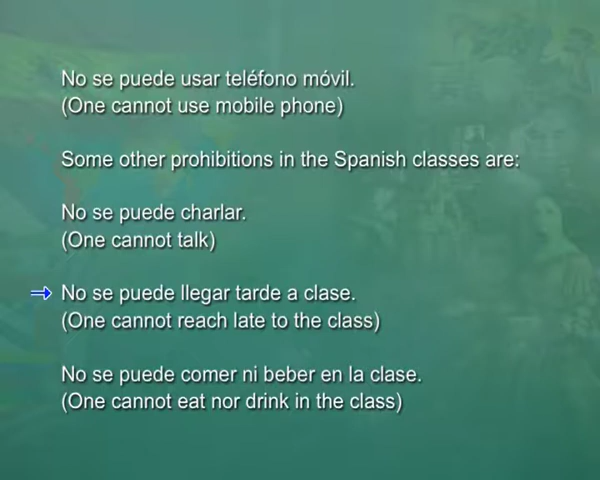 No se puede usar teléfono móvil.
(One cannot use mobile phone)
Some other prohibitions in the Spanish classes are:
No se puede charlar.
(One cannot talk)
No se puede llegar tarde a clase.
(One cannot reach late to the class)
No se puede comer ni beber en la clase.
(One cannot eat nor drink in the class)